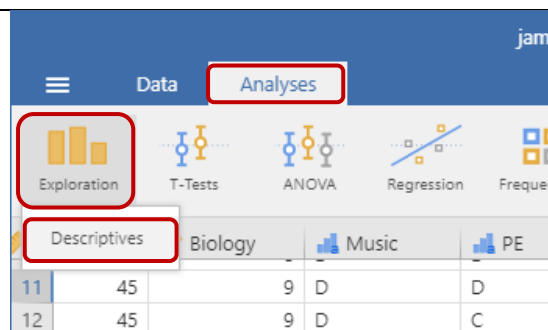 jam
Data Analyses
Exploration T-Tests ANOVA Regression Freque
Descriptives Biology Music PE
11 45 9 D D
12 45 9 D C